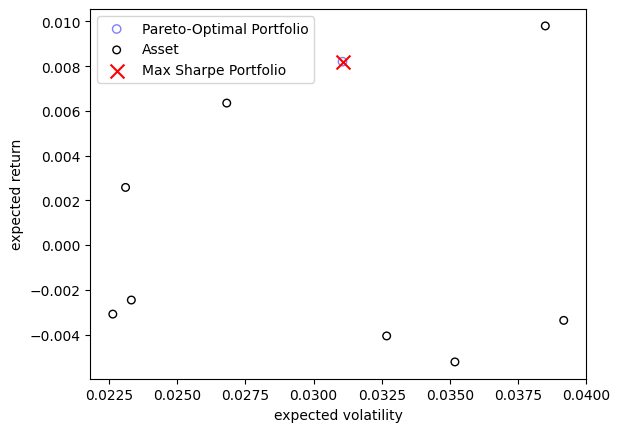 Pareto-Optimal Portfolio
Asset
Max Sharpe Portfolio
0.010
0.008
0.006
0.004
0.002
0.000
−0.002
−0.004
expected return
0.0225 0.0250 0.0275 0.0300 0.0325 0.0350 0.0375 0.0400
expected volatility